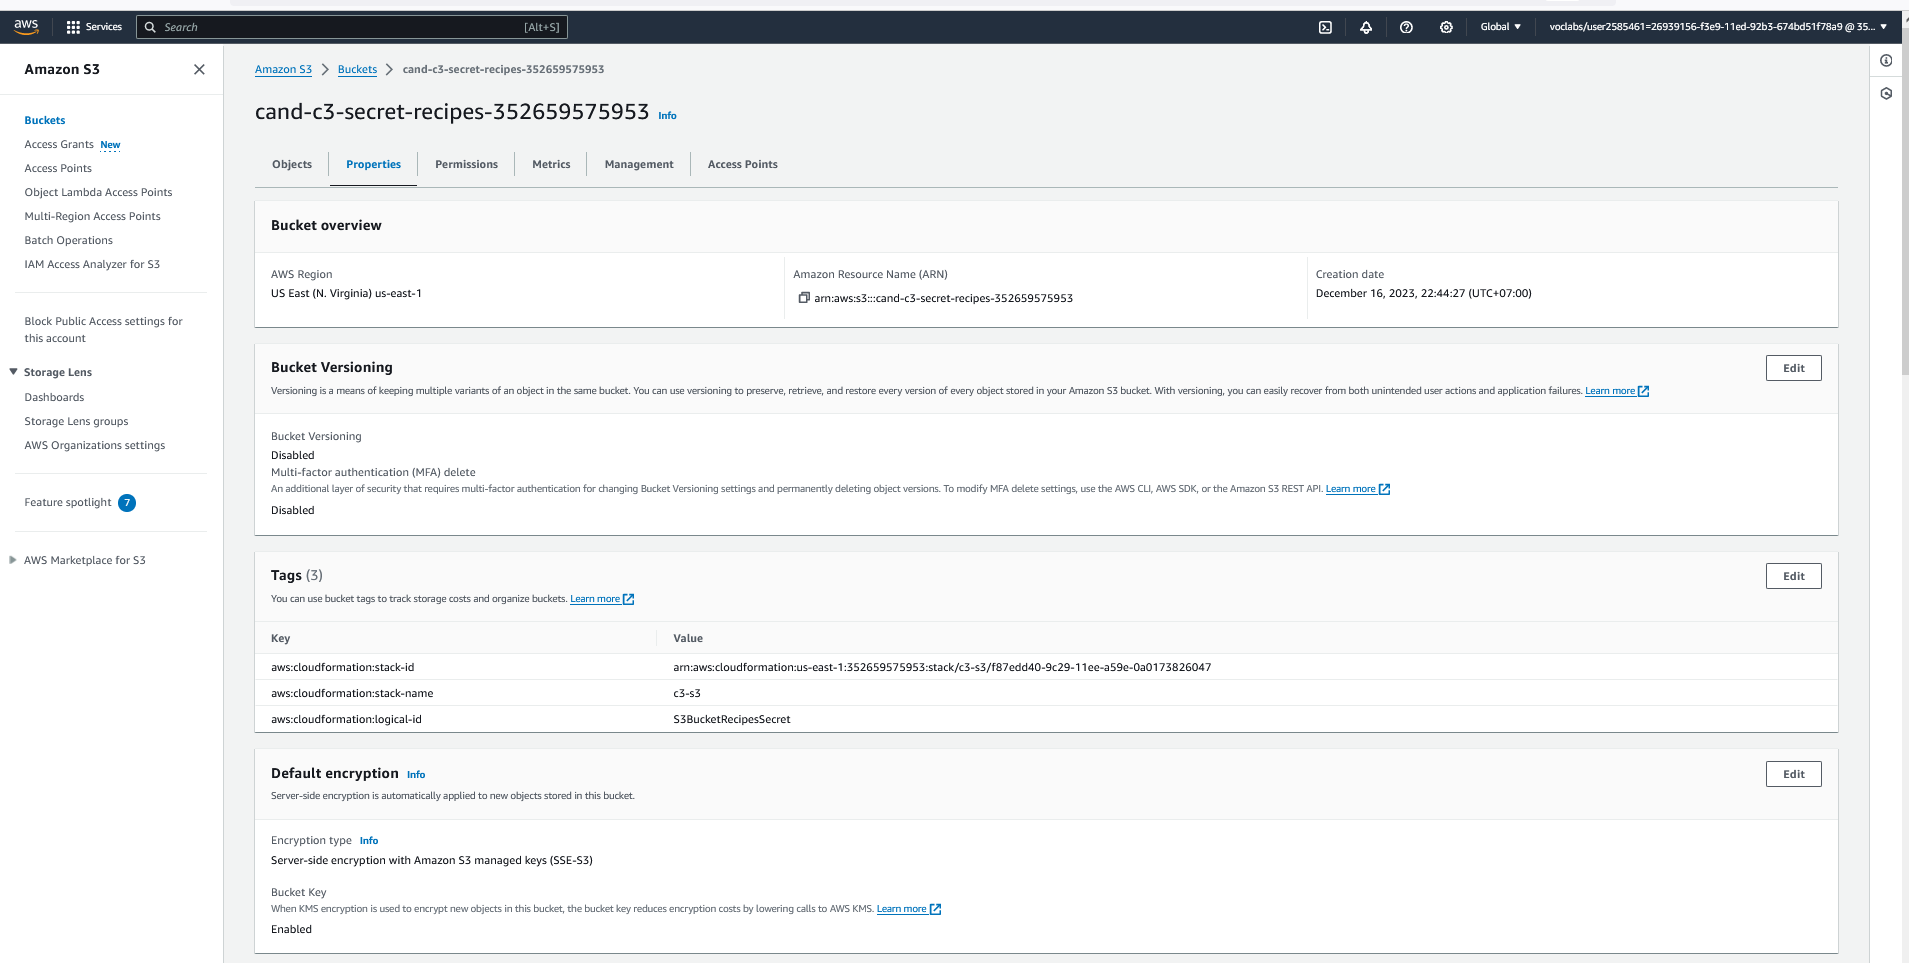 aws
Services
Search
[Alt+S]
Global
voclabs/user2585461=26939156-f3e9-11ed-92b3-674bd51f78a9 @ 35...
Amazon S3
Buckets
Access Grants New
Access Points
Object Lambda Access Points
Multi-Region Access Points
Batch Operations
IAM Access Analyzer for S3
Block Public Access settings for
this account
Storage Lens
Dashboards
Storage Lens groups
AWS Organizations settings
Feature spotlight 7
AWS Marketplace for S3
Amazon S3 > Buckets > cand-c3-secret-recipes-352659575953
cand-c3-secret-recipes-352659575953 Info
Objects Properties Permissions Metrics Management Access Points
Bucket overview
AWS Region
US East (N. Virginia) us-east-1
Amazon Resource Name (ARN)
arn:aws:s3:::cand-c3-secret-recipes-352659575953
Creation date
December 16, 2023, 22:44:27 (UTC+07:00)
Bucket Versioning
Edit
Versioning is a means of keeping multiple variants of an object in the same bucket. You can use versioning to preserve, retrieve, and restore every version of every object stored in your Amazon S3 bucket. With versioning, you can easily recover from both unintended user actions and application failures. Learn more
Bucket Versioning
Disabled
Multi-factor authentication (MFA) delete
An additional layer of security that requires multi-factor authentication for changing Bucket Versioning settings and permanently deleting object versions. To modify MFA delete settings, use the AWS CLI, AWS SDK, or the Amazon S3 REST API. Learn more
Disabled
Tags (3)
Edit
You can use bucket tags to track storage costs and organize buckets. Learn more
Key Value
aws:cloudformation:stack-id arn:aws:cloudformation:us-east-1:352659575953:stack/c3-s3/f87edd40-9c29-11ee-a59e-0a0173826047
aws:cloudformation:stack-name c3-s3
aws:cloudformation:logical-id S3BucketRecipesSecret
Default encryption Info
Edit
Server-side encryption is automatically applied to new objects stored in this bucket.
Encryption type Info
Server-side encryption with Amazon S3 managed keys (SSE-S3)
Bucket Key
When KMS encryption is used to encrypt new objects in this bucket, the bucket key reduces encryption costs by lowering calls to AWS KMS. Learn more
Enabled